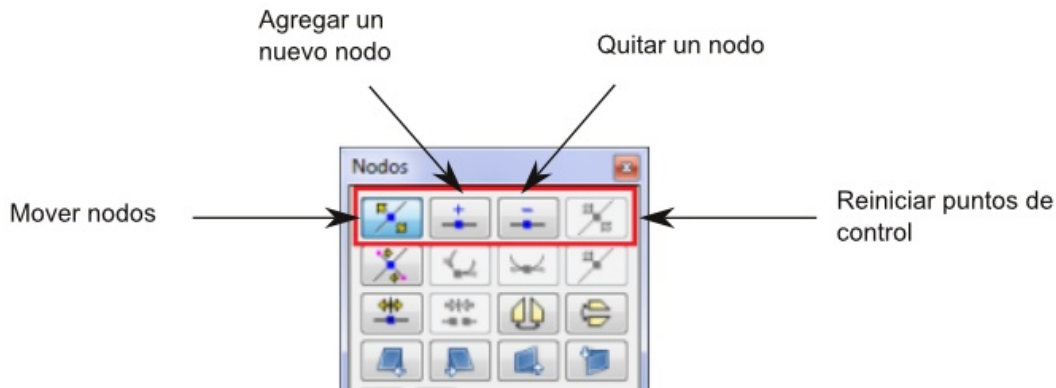 Agregar un
nuevo nodo
Quitar un nodo
Nodos
Mover nodos
Reiniciar puntos de
control